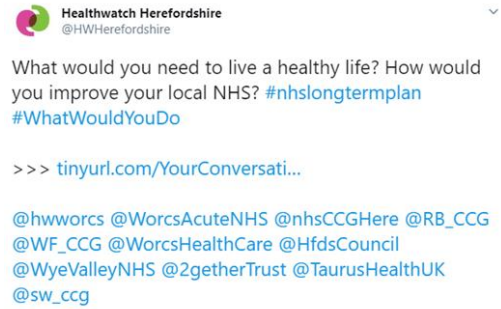 Healthwatch Herefordshire
@HWHerefordshire
What would you need to live a healthy life? How would
you improve your local NHS? #nhslongtermplan
#WhatWouldYouDo
>>> tinyurl.com/YourConversati...
@hwworcs @WorcsAcuteNHS @nhsCCGHere @RB_CCG
@WF_CCG @WorcsHealthCare @HfdsCouncil
@WyeValleyNHS @2getherTrust @TaurusHealthUK
@sw_ccg